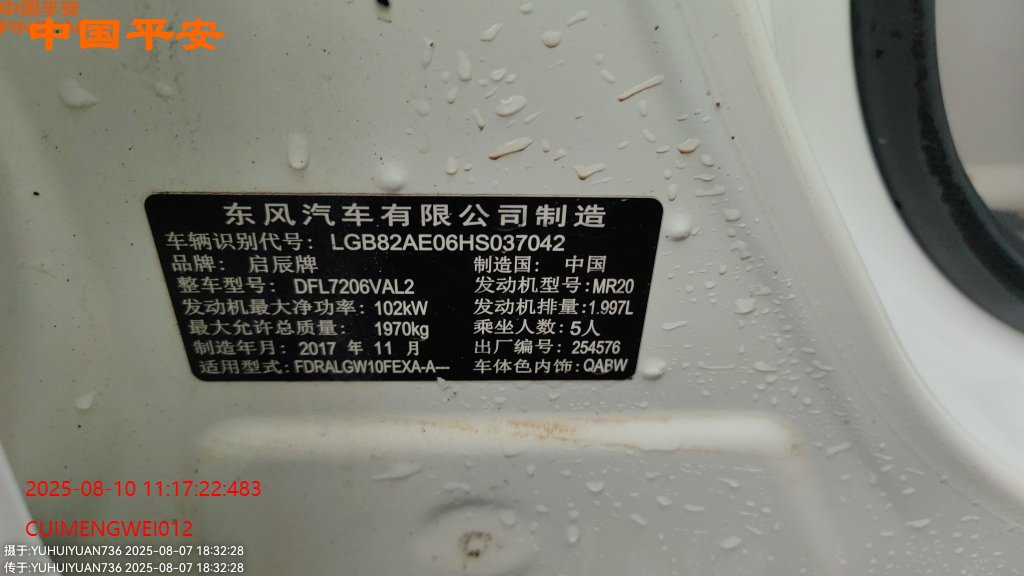 中国平安
PIN
中国平安
东风汽车有限公司制造
车辆识别代号： LGB82AE06HS037042
品牌： 启辰牌 制造国： 中国
整车型号： DFL7206VAL2 发动机型号:MR20
发动机最大净功率：102kW 发动机排量:1.997L
最大允许总质量： 1970kg 乘坐人数：5人
制造年月：2017 年 11 月 出厂编号：254576
适用型式:FDRALGW10FEXA-A--- 车体色内饰:QABW
2025-08-10 11:17:22:483
CUIMENGWEI012
摄于:YUHUIYUAN736 2025-08-07 18:32:28
传于:YUHUIYUAN736 2025-08-07 18:32:28